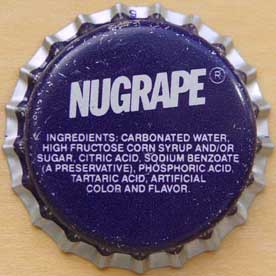 NUGRAPE®
INGREDIENTS: CARBONATED WATER,
HIGH FRUCTOSE CORN SYRUP AND/OR
SUGAR, CITRIC ACID, SODIUM BENZOATE
(A PRESERVATIVE), PHOSPHORIC ACID,
TARTARIC ACID, ARTIFICIAL
COLOR AND FLAVOR.